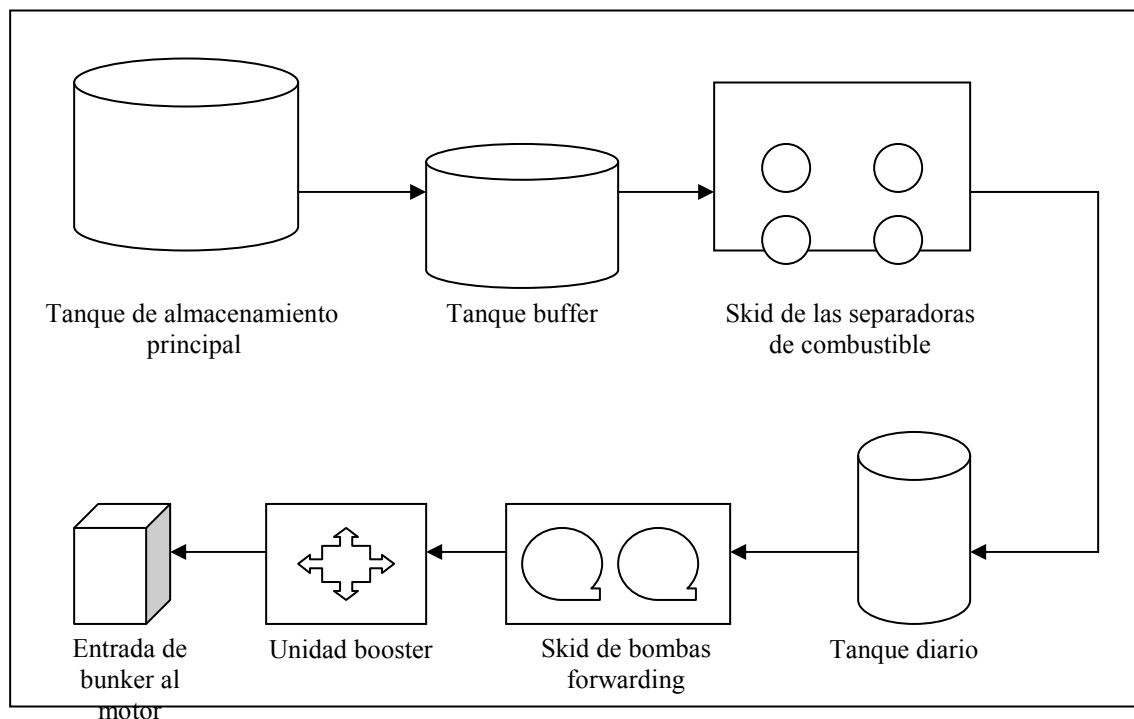 Tanque de almacenamiento
principal
Tanque buffer
Skid de las separadoras
de combustible
Entrada de
bunker al
motor
Unidad booster
Skid de bombas
forwarding
Tanque diario